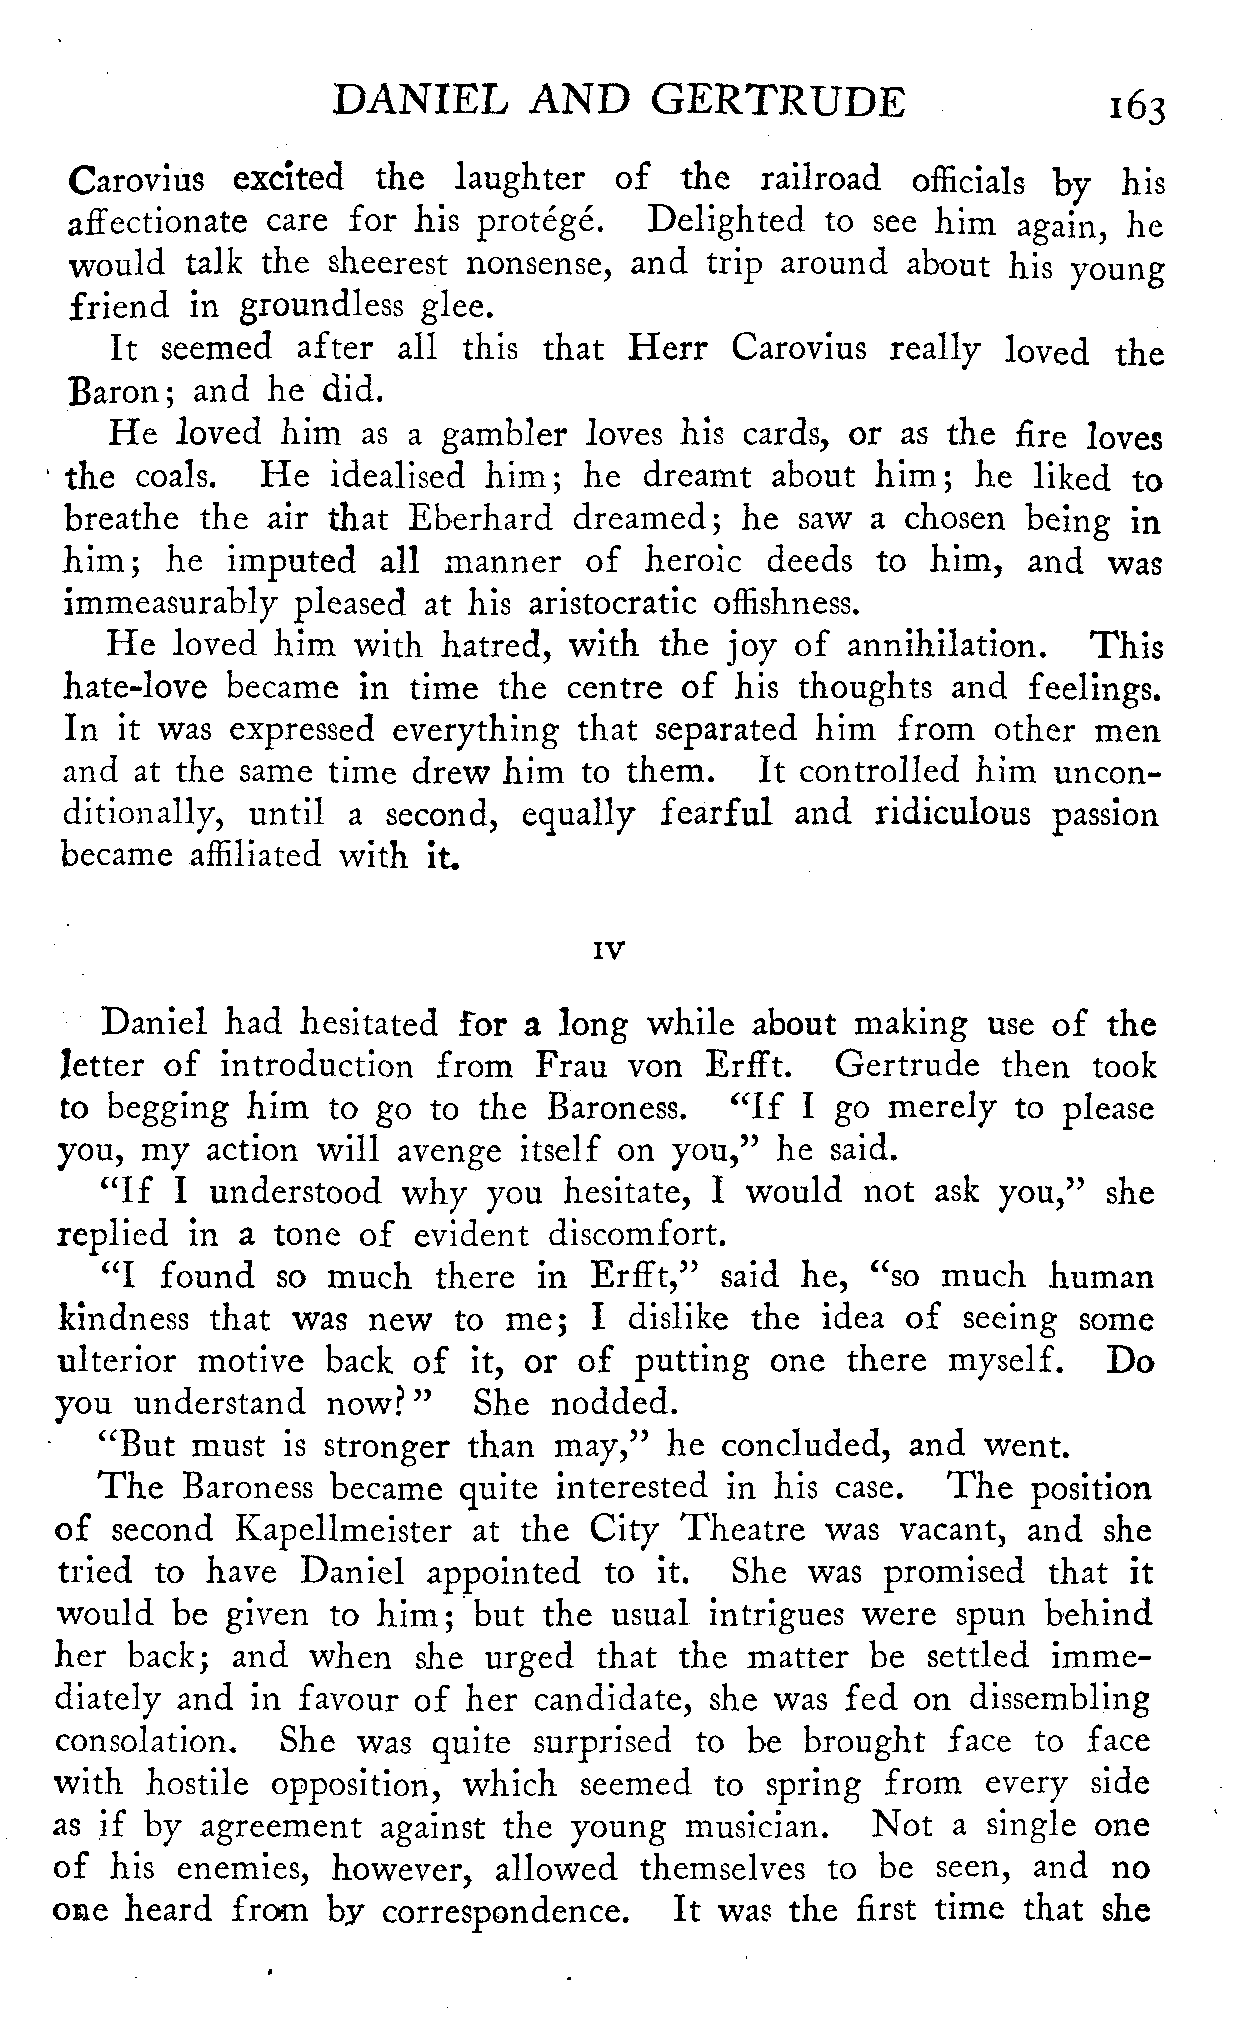 DANIEL AND GERTRUDE 163
Carovius excited the laughter of the railroad officials by his
affectionate care for his protégé. Delighted to see him again, he
would talk the sheerest nonsense, and trip around about his young
friend in groundless glee.
It seemed after all this that Herr Carovius really loved the
Baron; and he did.
He loved him as a gambler loves his cards, or as the fire loves
the coals. He idealised him; he dreamt about him; he liked to
breathe the air that Eberhard dreamed; he saw a chosen being in
him; he imputed all manner of heroic deeds to him, and was
immeasurably pleased at his aristocratic offishness.
He loved him with hatred, with the joy of annihilation. This
hate-love became in time the centre of his thoughts and feelings.
In it was expressed everything that separated him from other men
and at the same time drew him to them. It controlled him uncon-
ditionally, until a second, equally fearful and ridiculous passion
became affiliated with it.
IV
Daniel had hesitated for a long while about making use of the
letter of introduction from Frau von Erfft. Gertrude then took
to begging him to go to the Baroness. "If I go merely to please
you, my action will avenge itself on you," he said.
"If I understood why you hesitate, I would not ask you," she
replied in a tone of evident discomfort.
"I found so much there in Erfft," said he, "so much human
kindness that was new to me; I dislike the idea of seeing some
ulterior motive back of it, or of putting one there myself. Do
you understand now?" She nodded.
"But must is stronger than may," he concluded, and went.
The Baroness became quite interested in his case. The position
of second Kapellmeister at the City Theatre was vacant, and she
tried to have Daniel appointed to it. She was promised that it
would be given to him; but the usual intrigues were spun behind
her back; and when she urged that the matter be settled imme-
diately and in favour of her candidate, she was fed on dissembling
consolation. She was quite surprised to be brought face to face
with hostile opposition, which seemed to spring from every side
as if by agreement against the young musician. Not a single one
of his enemies, however, allowed themselves to be seen, and no
one heard from by correspondence. It was the first time that she